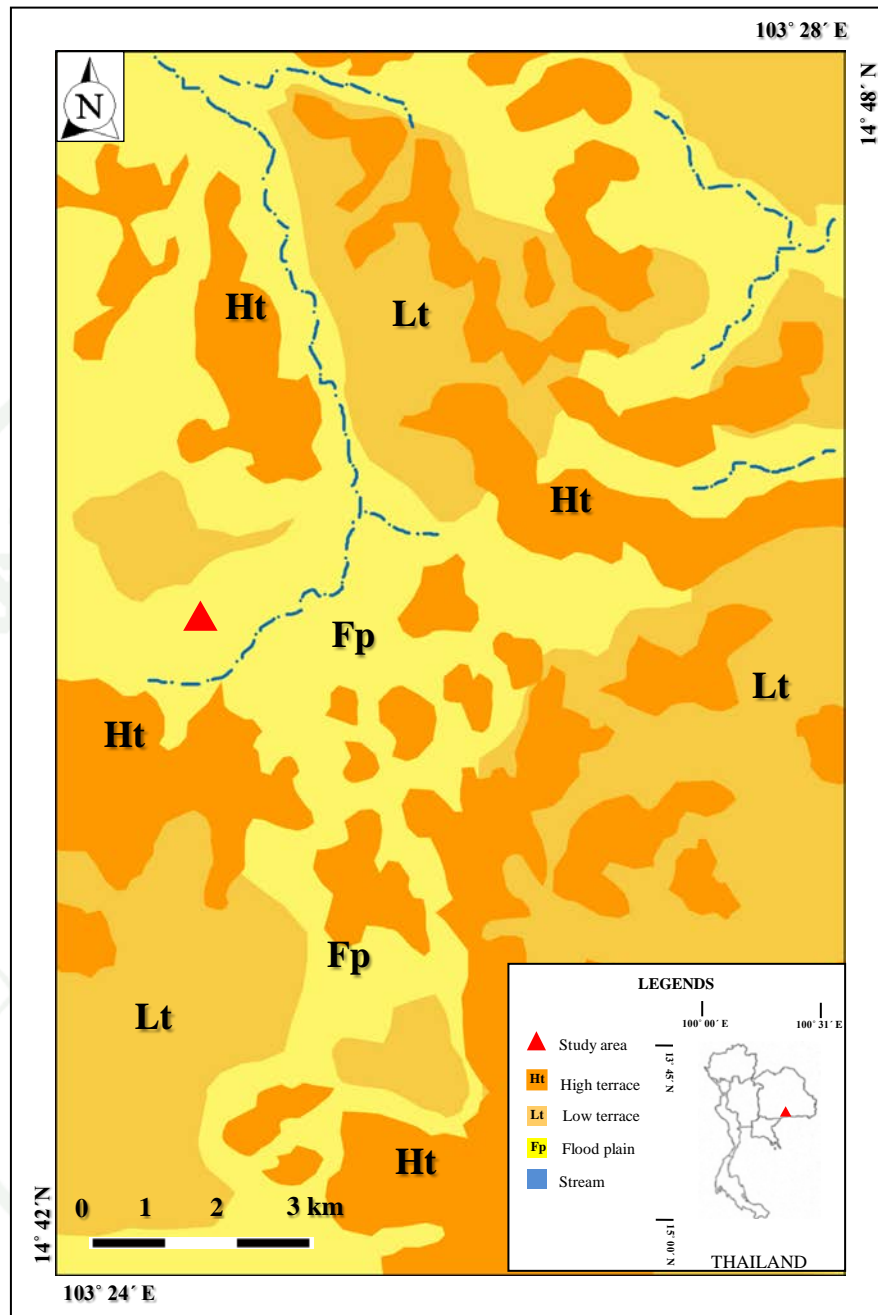 103° 28´ E
14° 48´ N
N
Ht
Lt
Ht
Fp
Lt
Ht
Fp
Lt
Ht
0 1 2 3 km
14° 42´N
103° 24´ E
LEGENDS
100° 00´ E 100° 31´ E
13° 45´N
Study area
Ht High terrace
Lt Low terrace
Fp Flood plain
Stream
15° 00´N
THAILAND